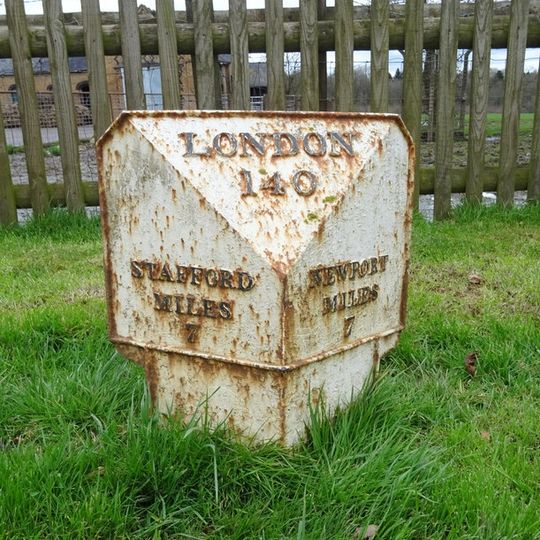 LONDON
140
STAFFORD
MILES
7
NEWPORT
MILES
7